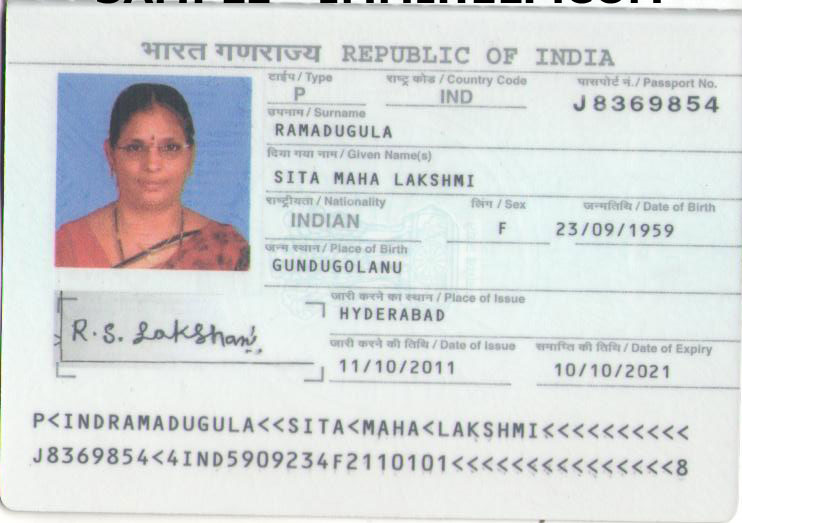 भारत गणराज्य REPUBLIC OF INDIA
टाईप / Type
राष्ट्र कोड / Country Code
पासपोर्ट नं. / Passport No.
P
IND
J8369854
उपनाम / Surname
RAMADUGULA
दिया गया नाम / Given Name(s)
SITA MAHA LAKSHMI
राष्ट्रीयता / Nationality
लिंग / Sex
जन्मतिथि / Date of Birth
INDIAN
F
23/09/1959
जन्म स्थान / Place of Birth
GUNDUGOLANU
जारी करने का स्थान / Place of Issue
HYDERABAD
R.S. Lakshmi
जारी करने की तिथि / Date of Issue
समाप्ति की तिथि / Date of Expiry
11/10/2011
10/10/2021
P<INDRAMADUGULA<<SITA<MAHA<LAKSHMI<<<<<<<<<<
J8369854<4IND5909234F2110101<<<<<<<<<<<<<<<8